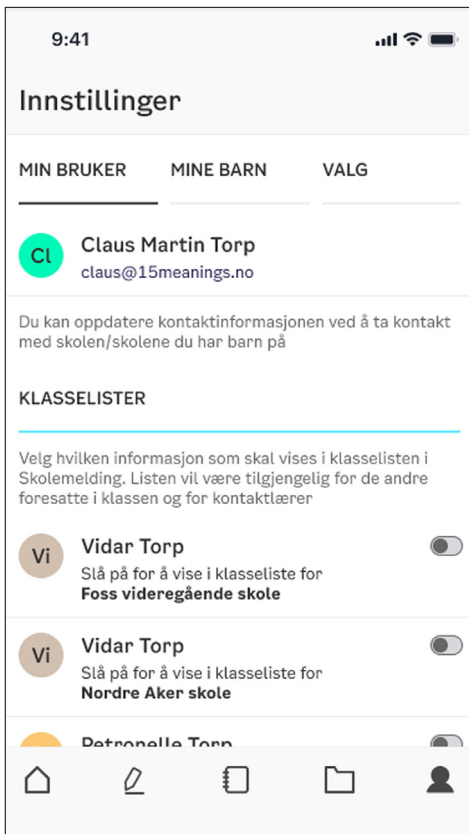 9:41
Innstillinger
MIN BRUKER MINE BARN VALG
Cl
Claus Martin Torp
claus@15meanings.no
Du kan oppdatere kontaktinformasjonen ved å ta kontakt
med skolen/skolene du har barn på
KLASSELISTER
Velg hvilken informasjon som skal vises i klasselisten i
Skolemelding. Listen vil være tilgjengelig for de andre
foresatte i klassen og for kontaktlærer
Vi
Vidar Torp
Slå på for å vise i klasseliste for
Foss videregående skole
Vi
Vidar Torp
Slå på for å vise i klasseliste for
Nordre Aker skole
Petronelle Torp